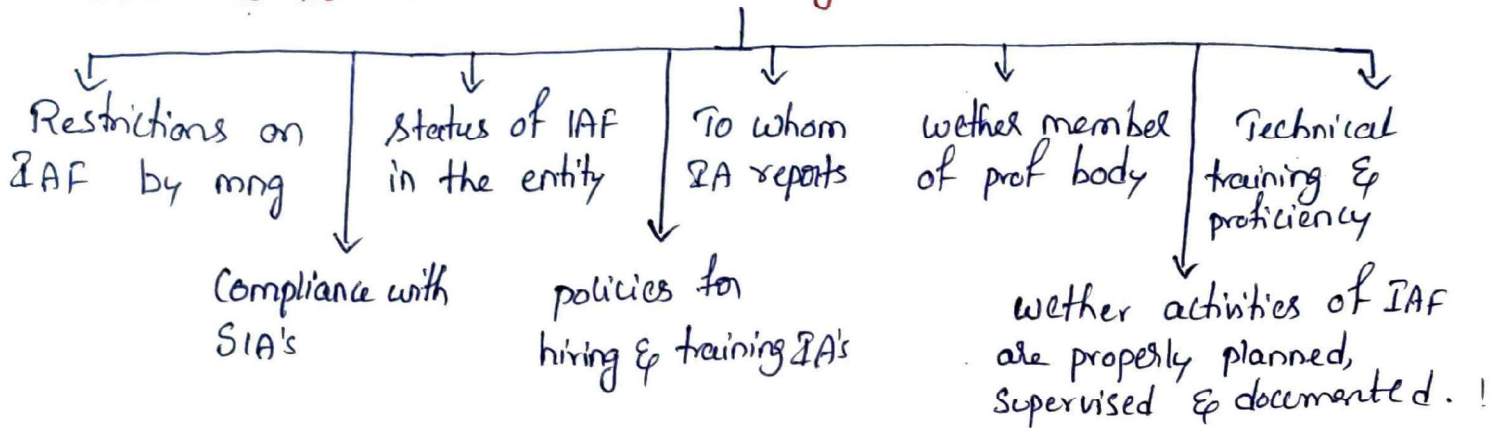 Restrictions on
IAF by mng
Status of IAF
in the entity
To whom
IA reports
wether member
of prof body
Technical
training &
proficiency
Compliance with
SIA's
policies for
hiring & training IA's
wether activities of IAF
are properly planned,
Supervised & documented. !